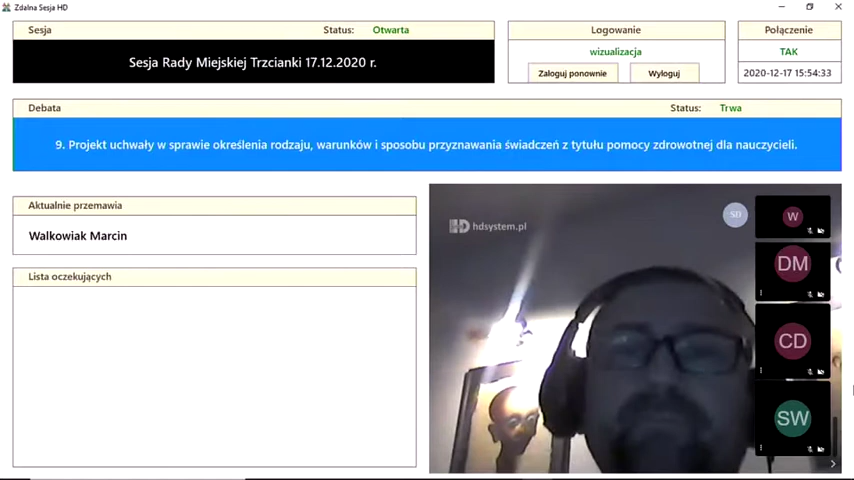 Zdalna Sesja HD
Sesja Status: Otwarta
Sesja Rady Miejskiej Trzcianki 17.12.2020 r.
Logowanie
wizualizacja
Zaloguj ponownie Wyloguj
Połączenie
TAK
2020-12-17 15:54:33
Debata Status: Trwa
9. Projekt uchwały w sprawie określenia rodzaju, warunków i sposobu przyznawania świadczeń z tytułu pomocy zdrowotnej dla nauczycieli.
Aktualnie przemawia
Walkowiak Marcin
Lista oczekujących
HD hdsystem.pl
SD
W
DM
CD
SW